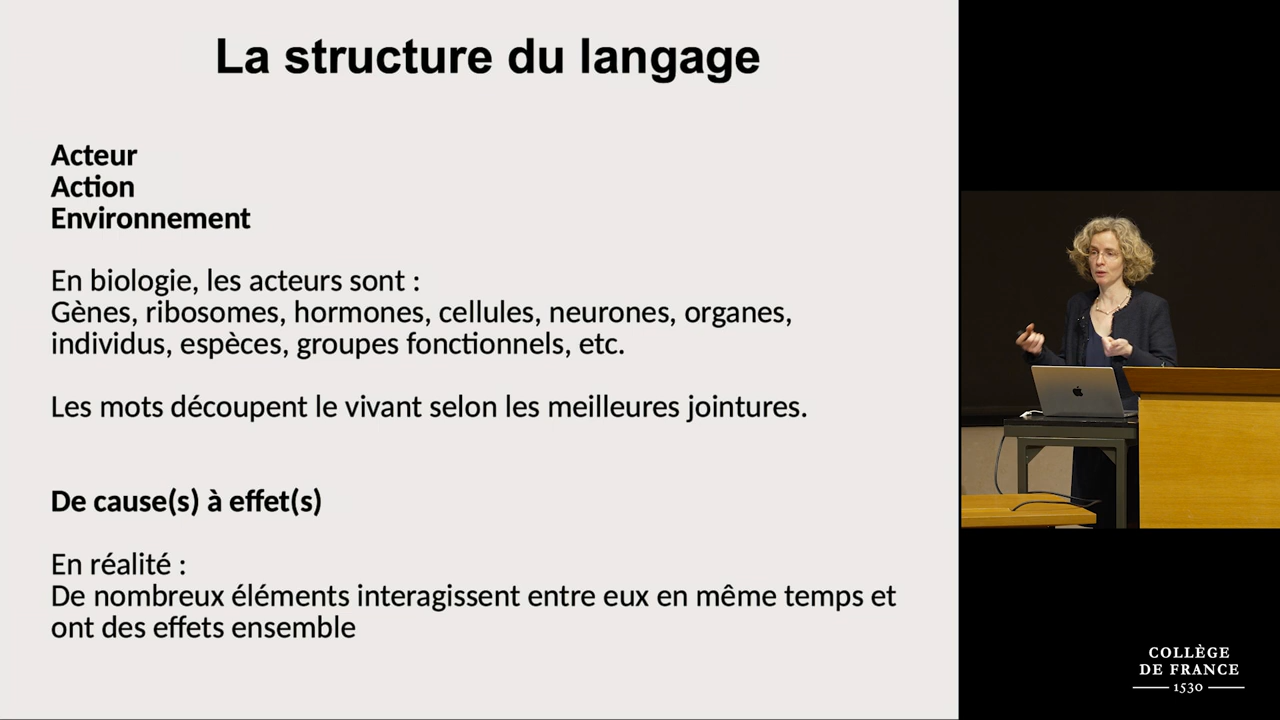 La structure du langage
Acteur
Action
Environnement
En biologie, les acteurs sont :
Gènes, ribosomes, hormones, cellules, neurones, organes,
individus, espèces, groupes fonctionnels, etc.
Les mots découpent le vivant selon les meilleures jointures.
De cause(s) à effet(s)
En réalité :
De nombreux éléments interagissent entre eux en même temps et
ont des effets ensemble
COLLÈGE
DE FRANCE
1530